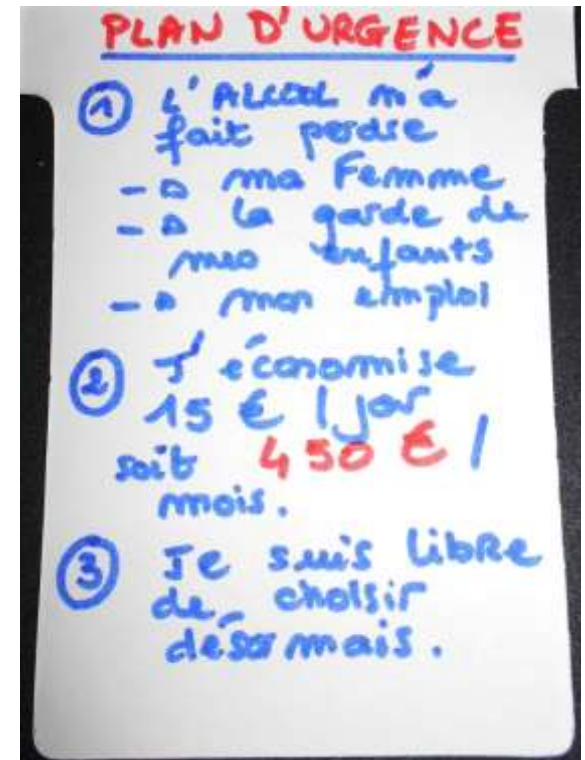 PLAN D'URGENCE
① L'ALCOOL m'a
fait perdre
-▷ ma Femme
-▷ la garde de
mes enfants
-▷ mon emploi
② J'économise
15 € / jor
soit 450 € /
mois.
③ Je suis libRe
de choisir
désormais.